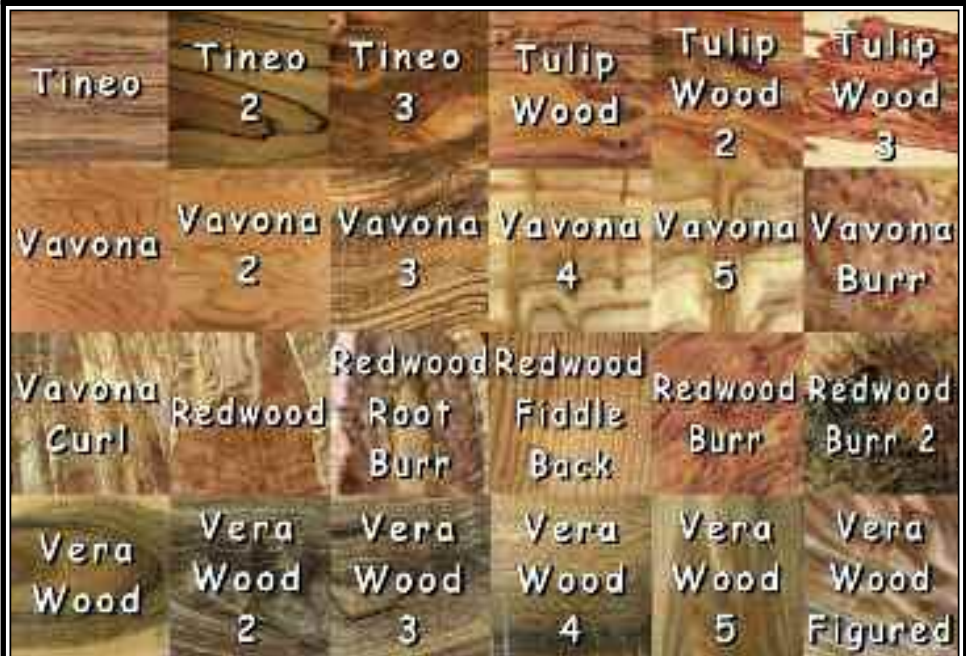 Tineo
Tineo 2
Tineo 3
Tulip Wood
Tulip Wood 2
Tulip Wood 3
Vavona
Vavona 2
Vavona 3
Vavona 4
Vavona 5
Vavona Burr
Vavona Curl
Redwood
Redwood Root Burr
Redwood Fiddle Back
Redwood Burr
Redwood Burr 2
Vera Wood
Vera Wood 2
Vera Wood 3
Vera Wood 4
Vera Wood 5
Vera Wood Figured